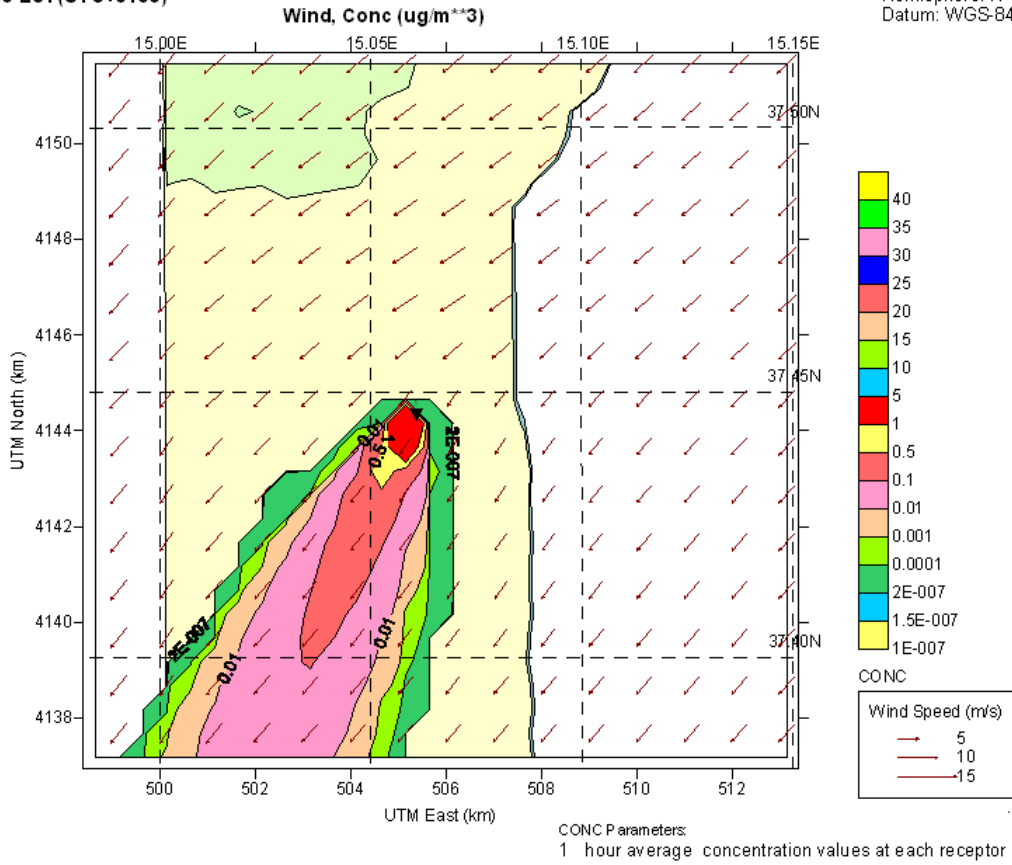 Wind, Conc (ug/m**3)
Datum: WGS-84
15.00E 15.05E 15.10E 15.15E
37.50N
4150
4148
4146
37.45N
4144
4142
4140
37.40N
4138
UTM North (km)
0.01
0.5
1
2E-007
2E-007
0.01
0.01
500 502 504 506 508 510 512
UTM East (km)
40
35
30
25
20
15
10
5
1
0.5
0.1
0.01
0.001
0.0001
2E-007
1.5E-007
1E-007
CONC
Wind Speed (m/s)
5
10
15
CONC Parameters:
1 hour average concentration values at each receptor